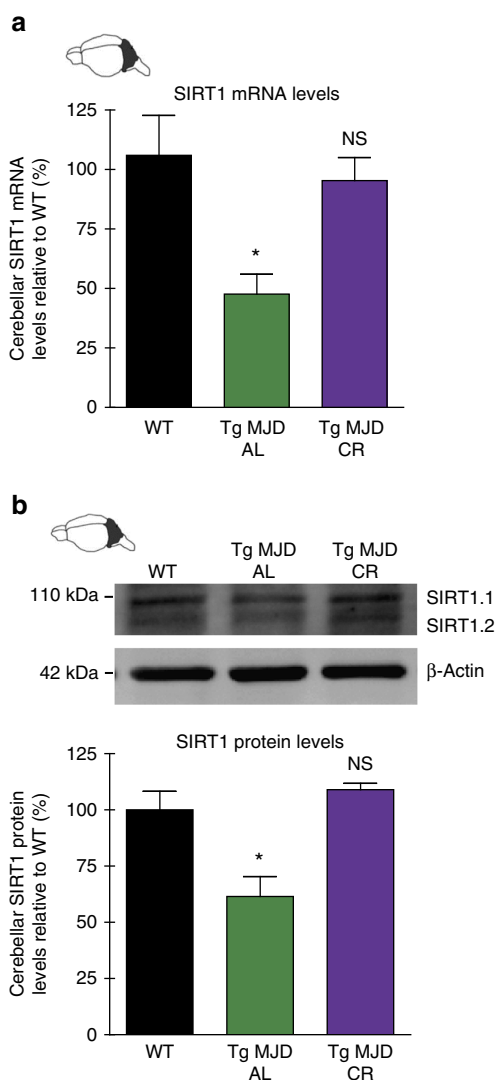 a
SIRT1 mRNA levels
Cerebellar SIRT1 mRNA
levels relative to WT (%)
125
100
75
50
25
0
*
NS
WT
Tg MJD
AL
Tg MJD
CR
b
WT
Tg MJD
AL
Tg MJD
CR
110 kDa
SIRT1.1
SIRT1.2
42 kDa
β-Actin
SIRT1 protein levels
Cerebellar SIRT1 protein
levels relative to WT (%)
125
100
75
50
25
0
*
NS
WT
Tg MJD
AL
Tg MJD
CR